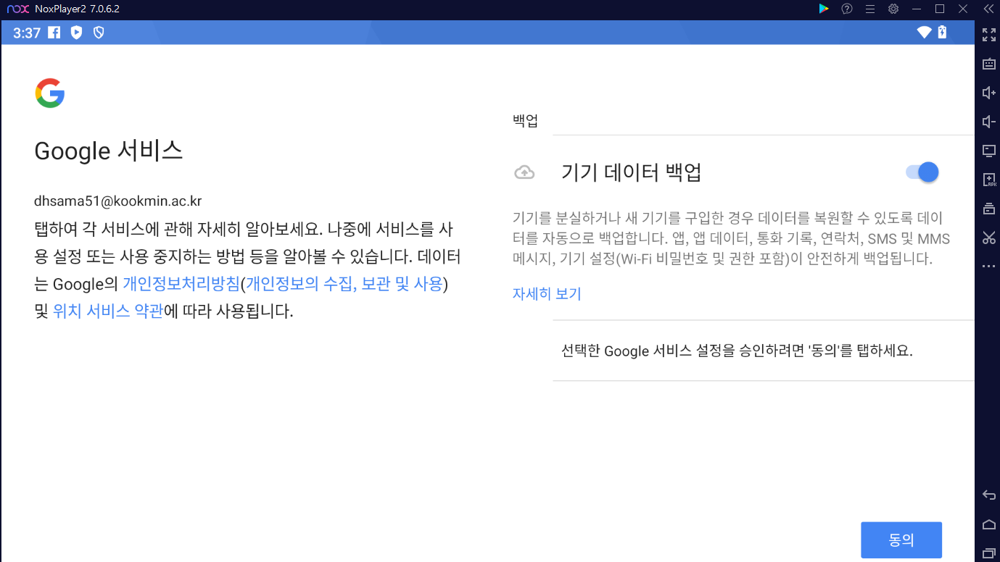 nox NoxPlayer2 7.0.6.2
3:37
Google 서비스
dhsama51@kookmin.ac.kr
탭하여 각 서비스에 관해 자세히 알아보세요. 나중에 서비스를 사
용 설정 또는 사용 중지하는 방법 등을 알아볼 수 있습니다. 데이터
는 Google의 개인정보처리방침(개인정보의 수집, 보관 및 사용)
및 위치 서비스 약관에 따라 사용됩니다.
백업
기기 데이터 백업
기기를 분실하거나 새 기기를 구입한 경우 데이터를 복원할 수 있도록 데이
터를 자동으로 백업합니다. 앱, 앱 데이터, 통화 기록, 연락처, SMS 및 MMS
메시지, 기기 설정(Wi-Fi 비밀번호 및 권한 포함)이 안전하게 백업됩니다.
자세히 보기
선택한 Google 서비스 설정을 승인하려면 '동의'를 탭하세요.
동의
APK